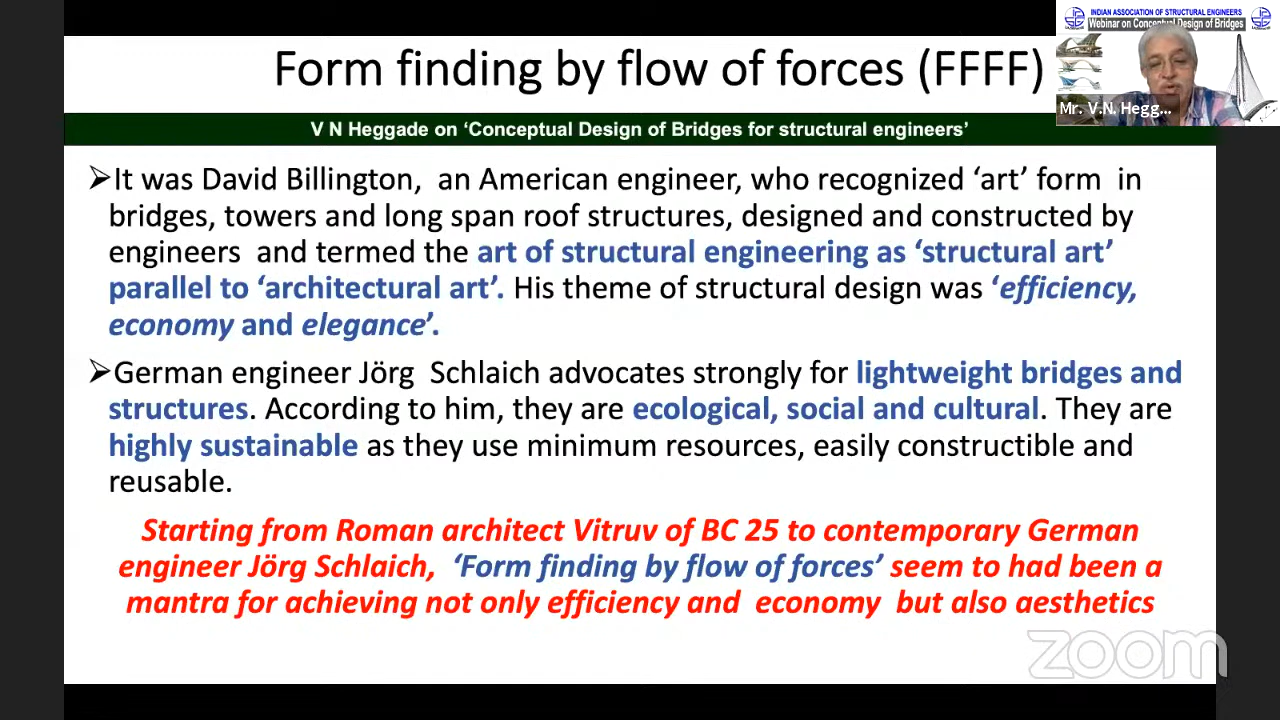 Form finding by flow of forces (FFFF)
INDIAN ASSOCIATION OF STRUCTURAL ENGINEERS
Webinar on Conceptual Design of Bridges
Mr. V.N. Hegg...
V N Heggade on ‘Conceptual Design of Bridges for structural engineers’
➢It was David Billington, an American engineer, who recognized ‘art’ form in
bridges, towers and long span roof structures, designed and constructed by
engineers and termed the art of structural engineering as ‘structural art’
parallel to ‘architectural art’. His theme of structural design was ‘efficiency,
economy and elegance’.
➢German engineer Jörg Schlaich advocates strongly for lightweight bridges and
structures. According to him, they are ecological, social and cultural. They are
highly sustainable as they use minimum resources, easily constructible and
reusable.
Starting from Roman architect Vitruv of BC 25 to contemporary German
engineer Jörg Schlaich, ‘Form finding by flow of forces’ seem to had been a
mantra for achieving not only efficiency and economy but also aesthetics
zoom